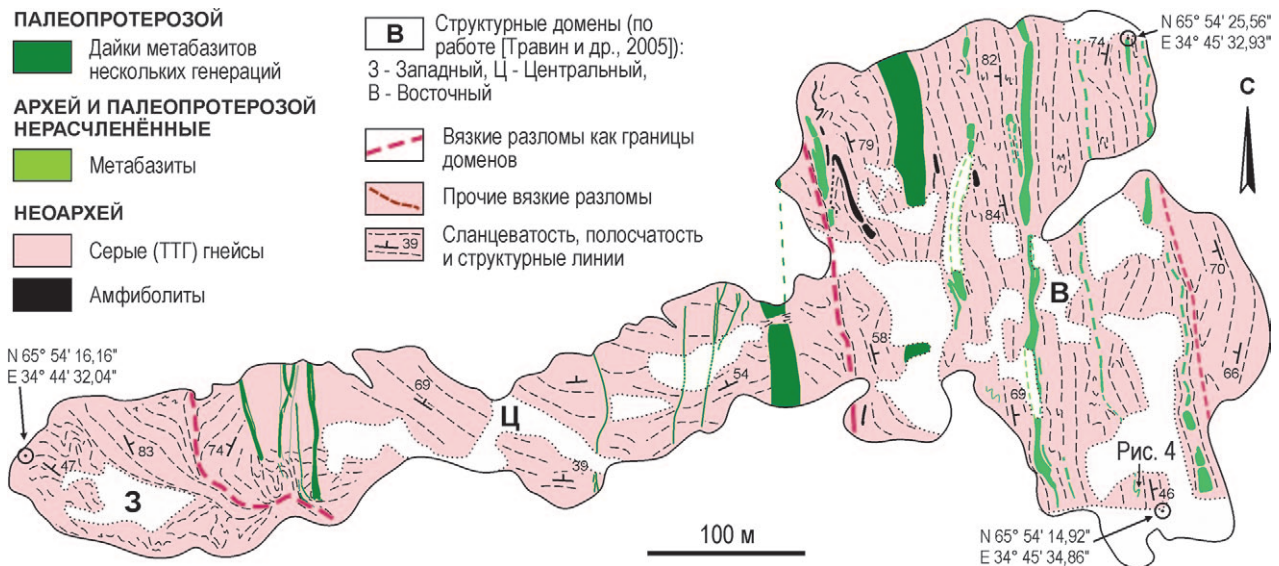 ПАЛЕОПРОТЕРОЗОЙ
Дайки метабазитов
нескольких генераций
АРХЕЙ И ПАЛЕОПРОТЕРОЗОЙ
НЕРАСЧЛЕНЁННЫЕ
Метабазиты
НЕОАРХЕЙ
Серые (ТТГ) гнейсы
Амфиболиты
В
Структурные домены (по
работе [Травин и др., 2005]):
З - Западный, Ц - Центральный,
В - Восточный
Вязкие разломы как границы
доменов
Прочие вязкие разломы
39
Сланцеватость, полосчатость
и структурные линии
N 65° 54' 25,56"
E 34° 45' 32,93"
С
74
82
79
84
70
В
58
66
69
54
69
Ц
39
N 65° 54' 16,16"
E 34° 44' 32,04"
83
74
47
З
Рис. 4
46
100 м
N 65° 54' 14,92"
E 34° 45' 34,86"